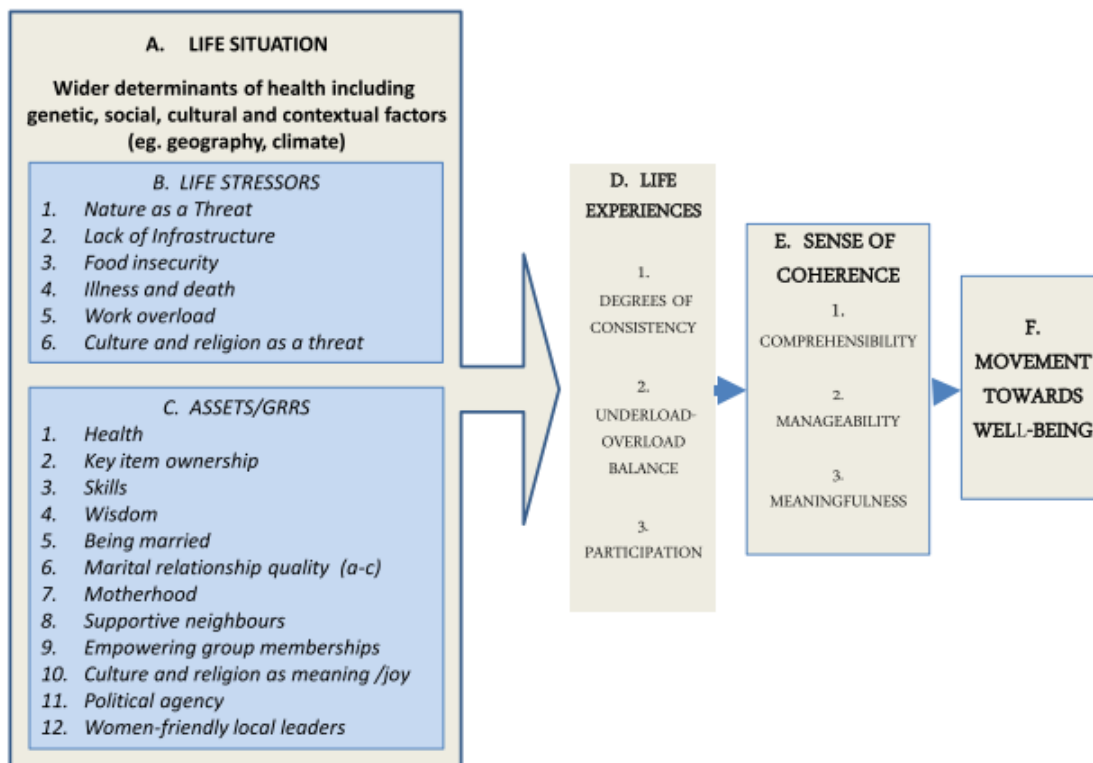 A. LIFE SITUATION
Wider determinants of health including
genetic, social, cultural and contextual factors
(eg. geography, climate)
B. LIFE STRESSORS
1. Nature as a Threat
2. Lack of Infrastructure
3. Food insecurity
4. Illness and death
5. Work overload
6. Culture and religion as a threat
C. ASSETS/GRRS
1. Health
2. Key item ownership
3. Skills
4. Wisdom
5. Being married
6. Marital relationship quality (a-c)
7. Motherhood
8. Supportive neighbours
9. Empowering group memberships
10. Culture and religion as meaning /joy
11. Political agency
12. Women-friendly local leaders
D. LIFE
EXPERIENCES
1.
DEGREES OF
CONSISTENCY
2.
UNDERLOAD-
OVERLOAD
BALANCE
3.
PARTICIPATION
E. SENSE OF
COHERENCE
1.
COMPREHENSIBILITY
2.
MANAGEABILITY
3.
MEANINGFULNESS
F.
MOVEMENT
TOWARDS
WELL-BEING